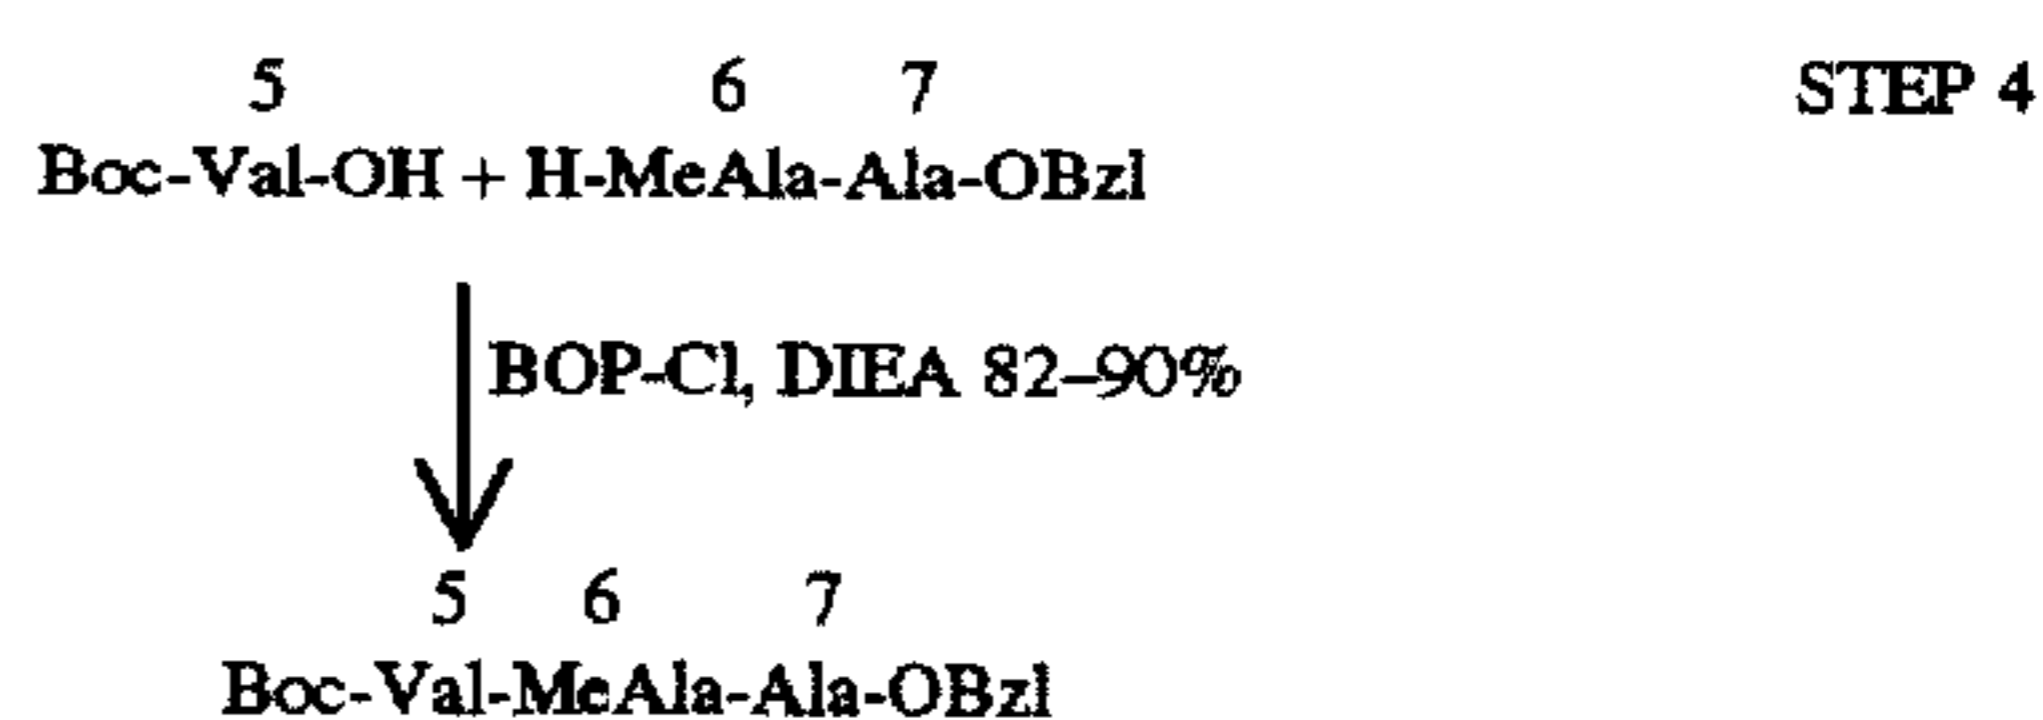 5 6 7 STEP 4
Boc-Val-OH + H-MeAla-Ala-OBzl
BOP-Cl, DIEA 82–90%
5 6 7
Boc-Val-MeAla-Ala-OBzl